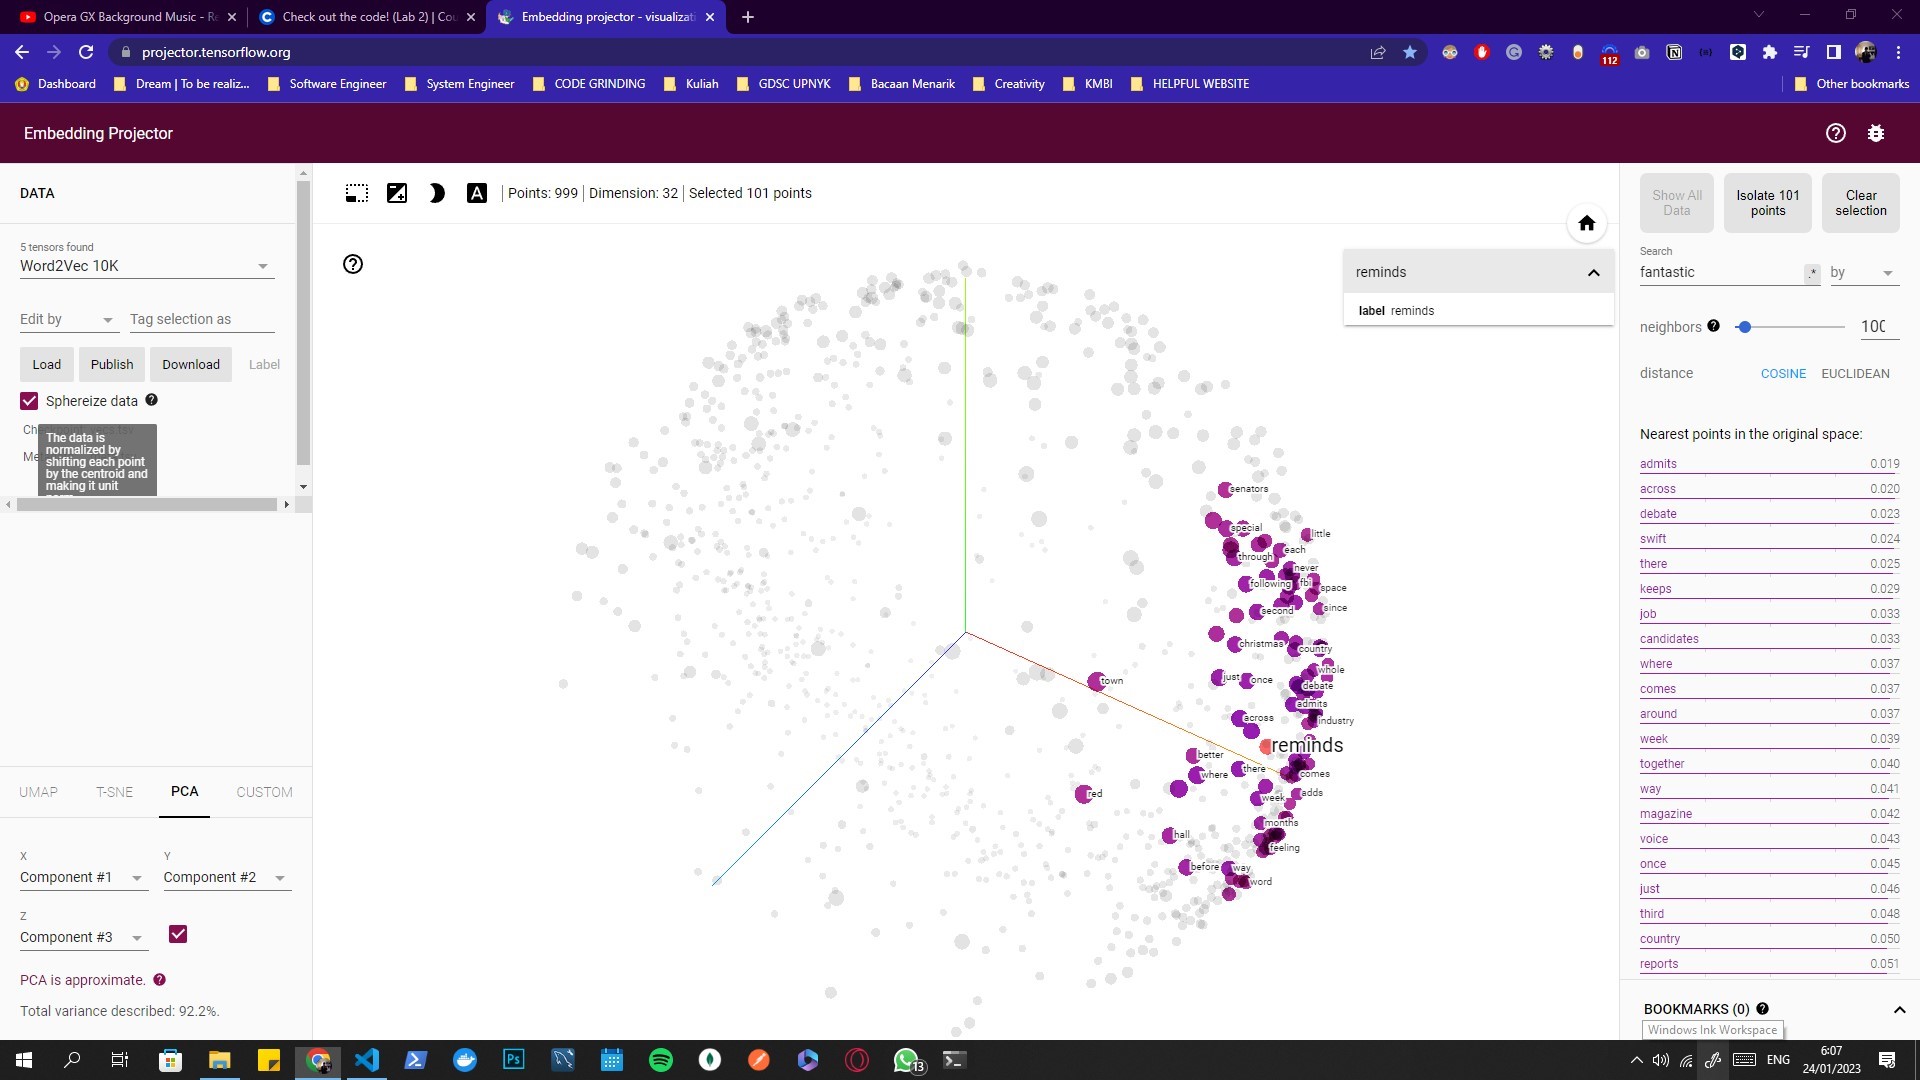 Opera GX Background Music - R
Check out the code! (Lab 2) | Cou
Embedding projector - visualizati
projector.tensorflow.org
112
Dashboard
Dream | To be realiz...
Software Engineer
System Engineer
CODE GRINDING
Kuliah
GDSC UPNYK
Bacaan Menarik
Creativity
KMBI
HELPFUL WEBSITE
Other bookmarks
Embedding Projector
DATA
5 tensors found
Word2Vec 10K
Edit by
Tag selection as
Load
Publish
Download
Label
Sphereize data
The data is
normalized by
shifting each point
by the centroid and
making it unit
UMAP
T-SNE
PCA
CUSTOM
X
Y
Component #1
Component #2
Z
Component #3
PCA is approximate.
Total variance described: 92.2%.
A
Points: 999
Dimension: 32
Selected 101 points
reminds
label reminds
senators
special
little
through
each
never
following
fbi
space
second
since
christmas
country
whole
just
once
debate
town
admits
across
industry
reminds
better
there
where
comes
red
week
adds
months
hall
feeling
before
way
word
Show All
Data
Isolate 101
points
Clear
selection
Search
fantastic
.*
by
neighbors
100
distance
COSINE
EUCLIDEAN
Nearest points in the original space:
admits 0.019
across 0.020
debate 0.023
swift 0.024
there 0.025
keeps 0.029
job 0.033
candidates 0.033
where 0.037
comes 0.037
around 0.037
week 0.039
together 0.040
way 0.041
magazine 0.042
voice 0.043
once 0.045
just 0.046
third 0.048
country 0.050
reports 0.051
BOOKMARKS (0)
Windows Ink Workspace
Ps
13
ENG
6:07
24/01/2023